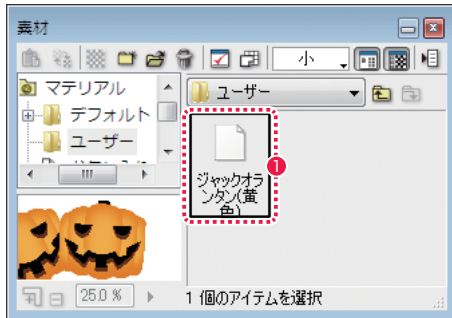 素材
小
マテリアル
デフォルト
ユーザー
ユーザー
ジャックオラ
ンタン(黄
色)
1
25.0 %
1 個のアイテムを選択